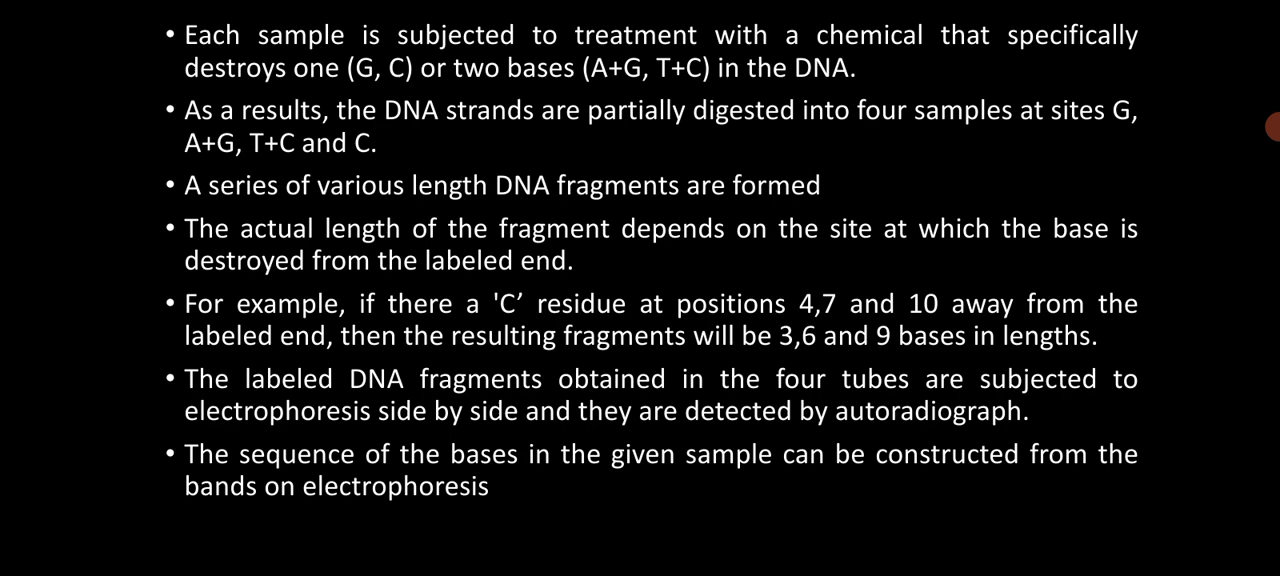 • Each sample is subjected to treatment with a chemical that specifically
destroys one (G, C) or two bases (A+G, T+C) in the DNA.
• As a results, the DNA strands are partially digested into four samples at sites G,
A+G, T+C and C.
• A series of various length DNA fragments are formed
• The actual length of the fragment depends on the site at which the base is
destroyed from the labeled end.
• For example, if there a 'C’ residue at positions 4,7 and 10 away from the
labeled end, then the resulting fragments will be 3,6 and 9 bases in lengths.
• The labeled DNA fragments obtained in the four tubes are subjected to
electrophoresis side by side and they are detected by autoradiograph.
• The sequence of the bases in the given sample can be constructed from the
bands on electrophoresis